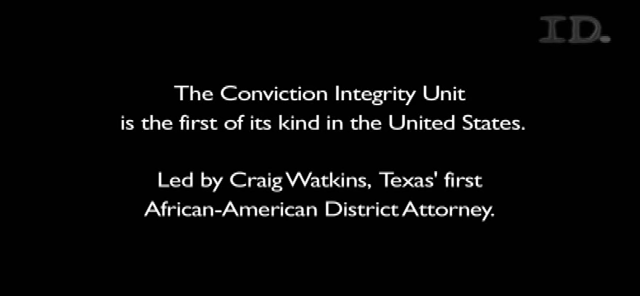 ID.
The Conviction Integrity Unit
is the first of its kind in the United States.
Led by Craig Watkins, Texas' first
African-American District Attorney.